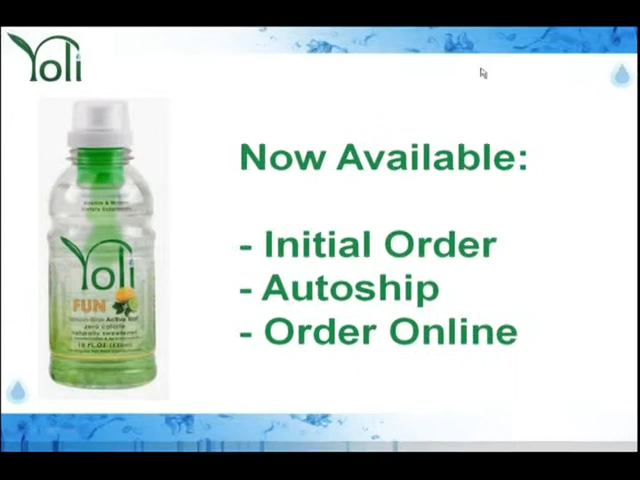 Yoli
Now Available:
- Initial Order
- Autoship
- Order Online
Yoli
FUN
zero calorie
naturally sweetened